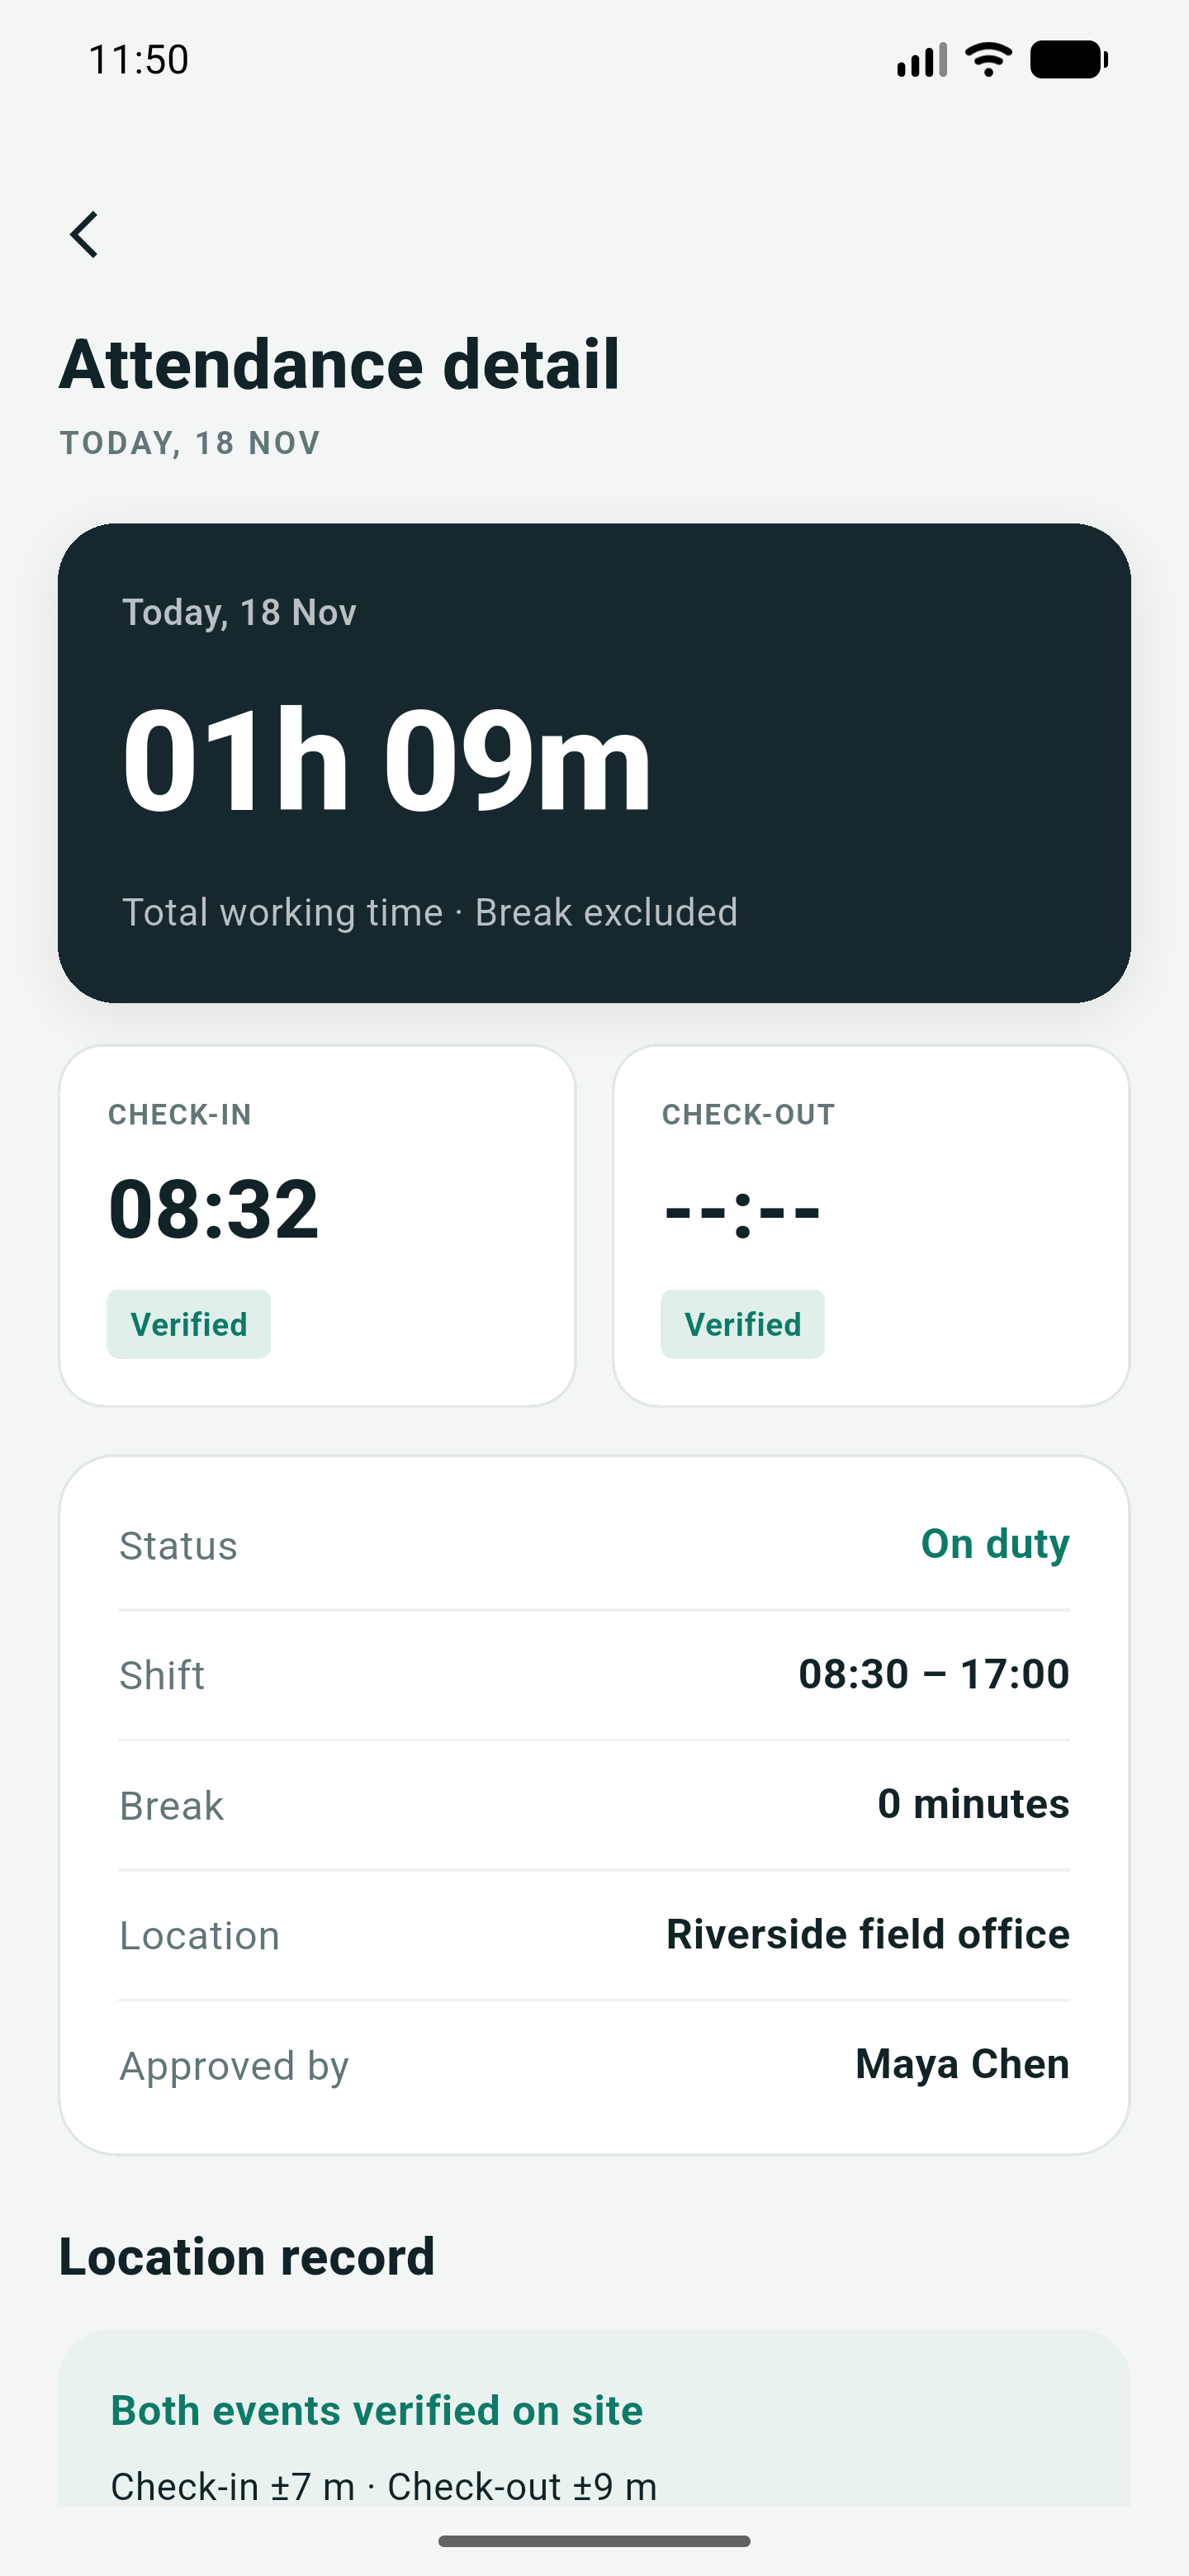 11:50
Attendance detail
TODAY, 18 NOV
Today, 18 Nov
01h 09m
Total working time · Break excluded
CHECK-IN
08:32
Verified
CHECK-OUT
--:--
Verified
Status
On duty
Shift
08:30 – 17:00
Break
0 minutes
Location
Riverside field office
Approved by
Maya Chen
Location record
Both events verified on site
Check-in ±7 m · Check-out ±9 m